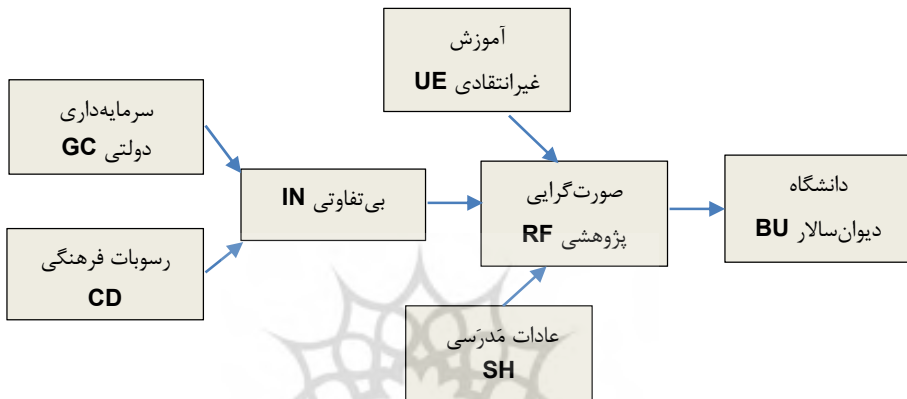 آموزش
غیرانتقادی UE
سرمایه‌داری
دولتی GC
بی‌تفاوتی IN
صورت‌گرایی
پژوهشی RF
دانشگاه
دیوان‌سالار BU
رسوبات فرهنگی
CD
عادات مَدرَسی
SH